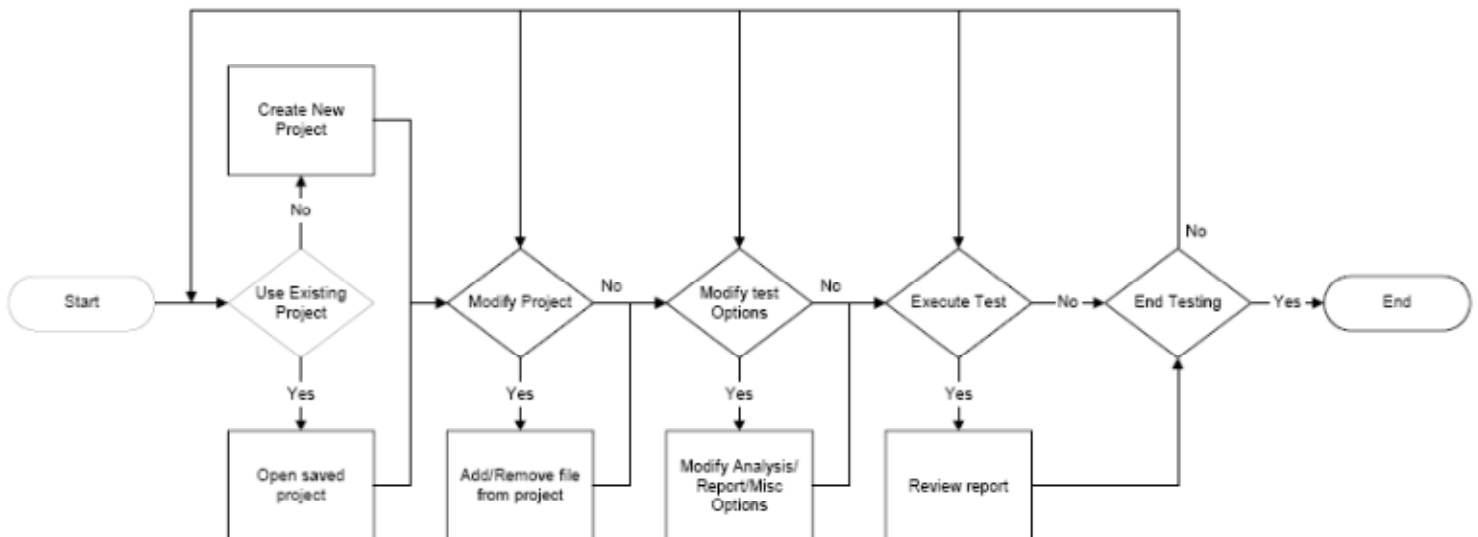 Create New
Project
No
No
Start
Use Existing
Project
Modify Project
No
Modify test
Options
No
Execute Test
No
End Testing
Yes
End
Yes
Yes
Yes
Yes
Open saved
project
Add/Remove file
from project
Modify Analysis/
Report/Misc
Options
Review report